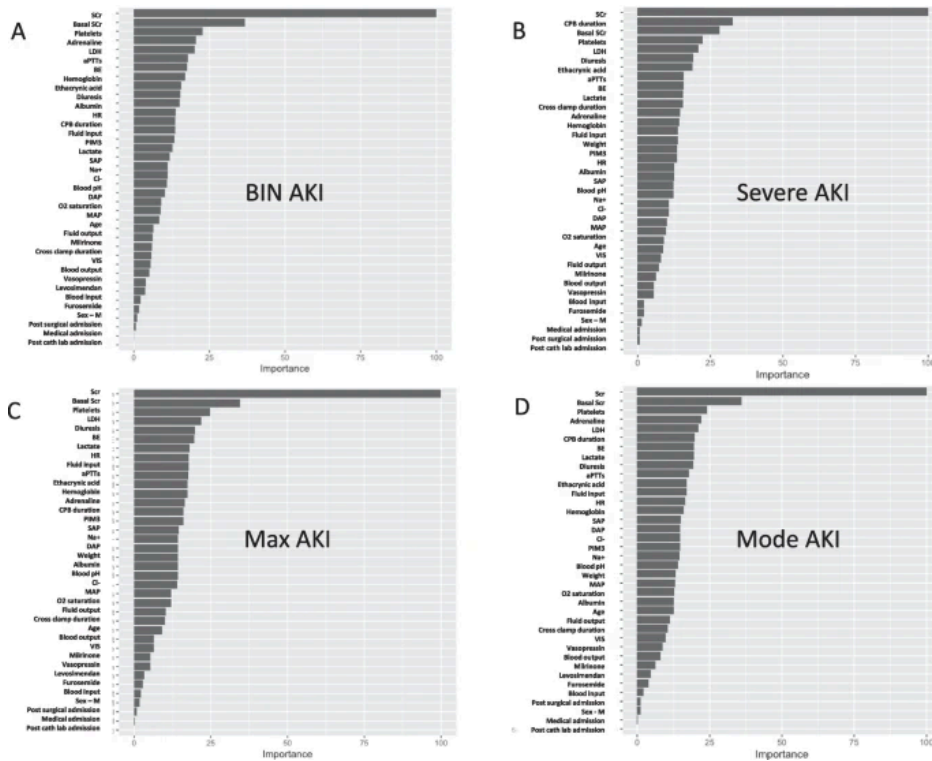 A
SCr
Basal SCr
Platelets
Adrenaline
LDH
aPTTs
BE
Hemoglobin
Ethacrynic acid
Diuresis
Albumin
HR
CPB duration
Fluid input
PIM3
Lactate
SAP
Na+
Cl-
Blood pH
DAP
O2 saturation
MAP
Age
Fluid output
Milrinone
Cross clamp duration
VIS
Blood output
Vasopressin
Levosimendan
Blood input
Furosemide
Sex – M
Post surgical admission
Medical admission
Post cath lab admission
BIN AKI
0 25 50 75 100
Importance
B
SCr
CPB duration
Basal SCr
Platelets
LDH
Diuresis
Ethacrynic acid
aPTTs
BE
Lactate
Cross clamp duration
Adrenaline
Hemoglobin
Fluid input
Weight
PIM3
HR
Albumin
SAP
Blood pH
Na+
Cl-
DAP
MAP
O2 saturation
Age
VIS
Fluid output
Milrinone
Blood output
Vasopressin
Blood input
Furosemide
Sex – M
Medical admission
Post surgical admission
Post cath lab admission
Severe AKI
0 25 50 75 100
Importance
C
Scr
Basal Scr
Platelets
LDH
Diuresis
BE
Lactate
HR
Fluid input
aPTTs
Ethacrynic acid
Hemoglobin
Adrenaline
CPB duration
PIM3
SAP
Na+
DAP
Weight
Albumin
Blood pH
Cl-
MAP
O2 saturation
Fluid output
Cross clamp duration
Age
Blood output
VIS
Milrinone
Vasopressin
Levosimendan
Furosemide
Blood input
Sex – M
Post surgical admission
Medical admission
Post cath lab admission
Max AKI
0 25 50 75 100
Importance
D
Scr
Basal Scr
Platelets
Adrenaline
LDH
CPB duration
BE
Lactate
Diuresis
aPTTs
Ethacrynic acid
Fluid input
HR
Hemoglobin
SAP
DAP
Cl-
PIM3
Na+
Blood pH
Weight
MAP
O2 saturation
Albumin
Age
Fluid output
Cross clamp duration
VIS
Vasopressin
Blood output
Milrinone
Levosimendan
Furosemide
Blood input
Post surgical admission
Sex - M
Medical admission
Post cath lab admission
Mode AKI
0 25 50 75 100
Importance